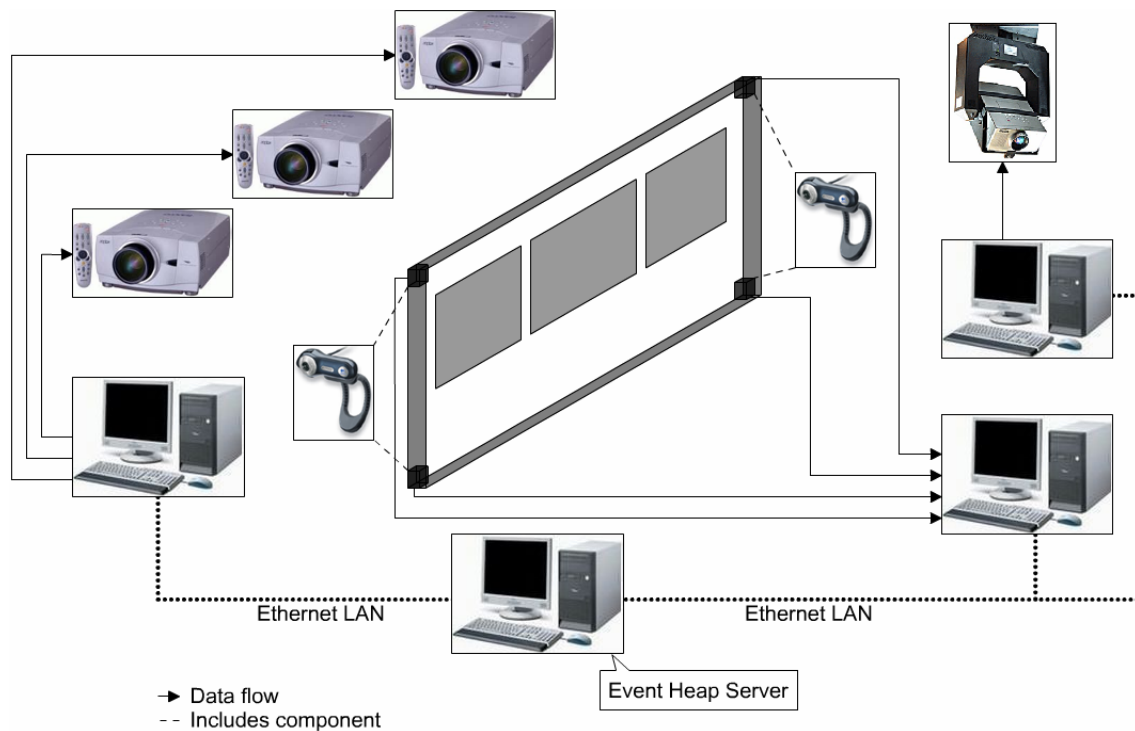 Ethernet LAN
Ethernet LAN
Event Heap Server
Data flow
Includes component